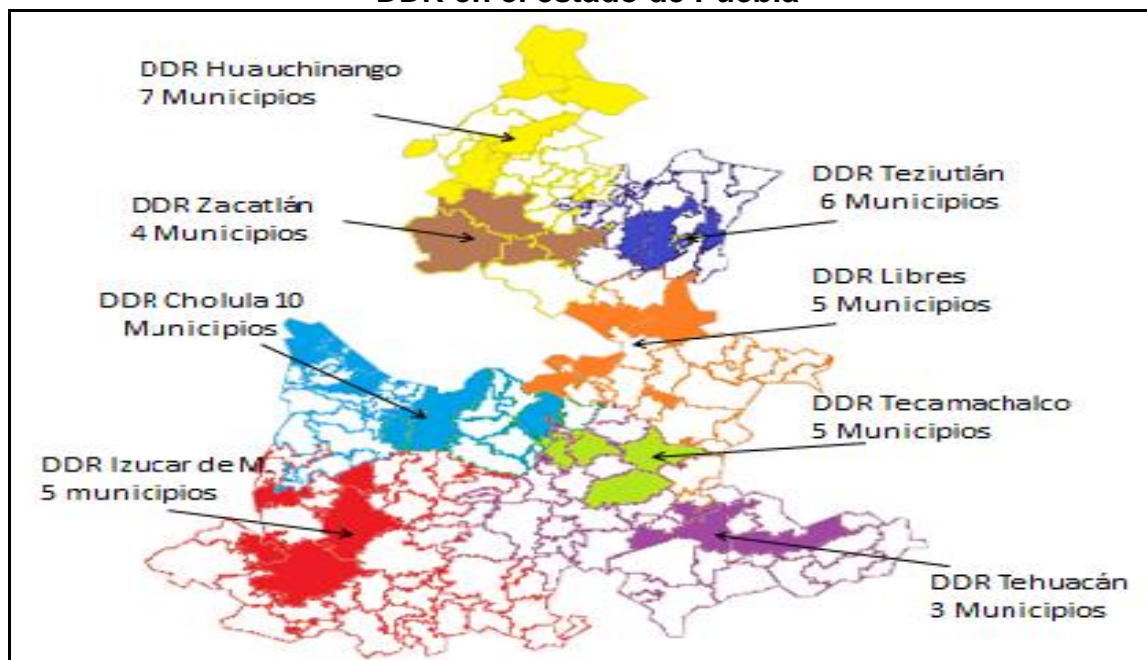 DDR en el estado de Puebla
DDR Huauchinango
7 Municipios
DDR Teziutlán
6 Municipios
DDR Zacatlán
4 Municipios
DDR Libres
5 Municipios
DDR Cholula 10
Municipios
DDR Tecamachalco
5 Municipios
DDR Izucar de M.
5 municipios
DDR Tehuacán
3 Municipios